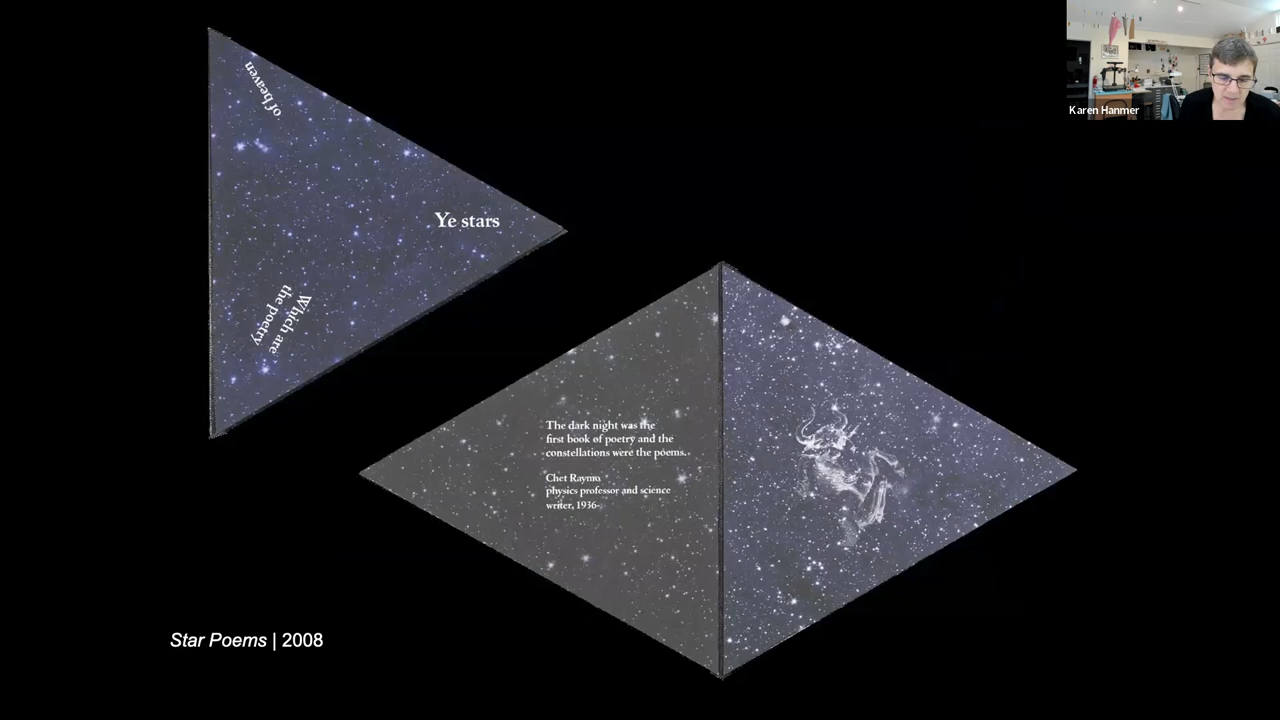 of heaven
Ye stars
Which are
the poetry
The dark night was the
first book of poetry and the
constellations were the poems.
Chet Raymo
physics professor and science
writer, 1936-
Star Poems | 2008
Karen Hanmer